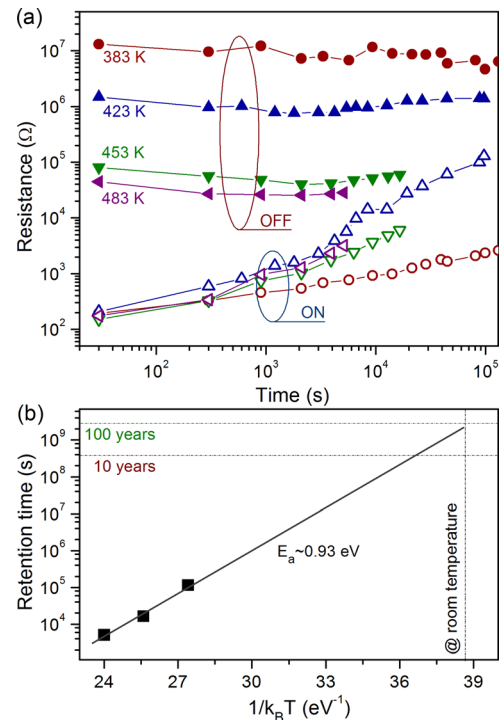 (a)
10^7
10^6
10^5
10^4
10^3
10^2
Resistance (Ω)
383 K
423 K
453 K
483 K
OFF
ON
10^2 10^3 10^4 10^5
Time (s)
(b)
10^9
10^8
10^7
10^6
10^5
10^4
Retention time (s)
100 years
10 years
E_a~0.93 eV
@ room temperature
24 27 30 33 36 39
1/k_BT (eV^-1)